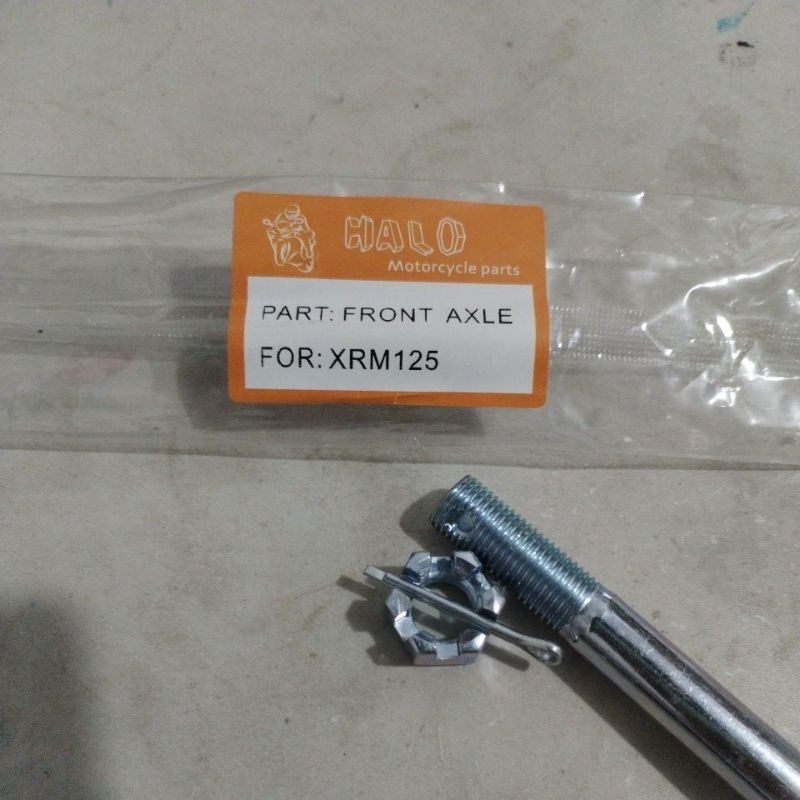 HALO
Motorcycle parts
PART: FRONT AXLE
FOR: XRM125